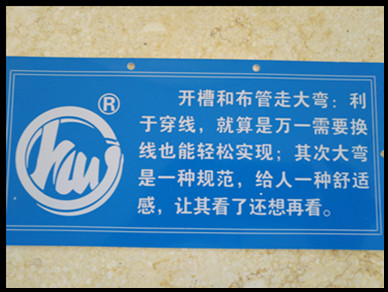 ®
开槽和布管走大弯：利
于穿线，就算是万一需要换
线也能轻松实现；其次大弯
是一种规范，给人一种舒适
感，让其看了还想再看。